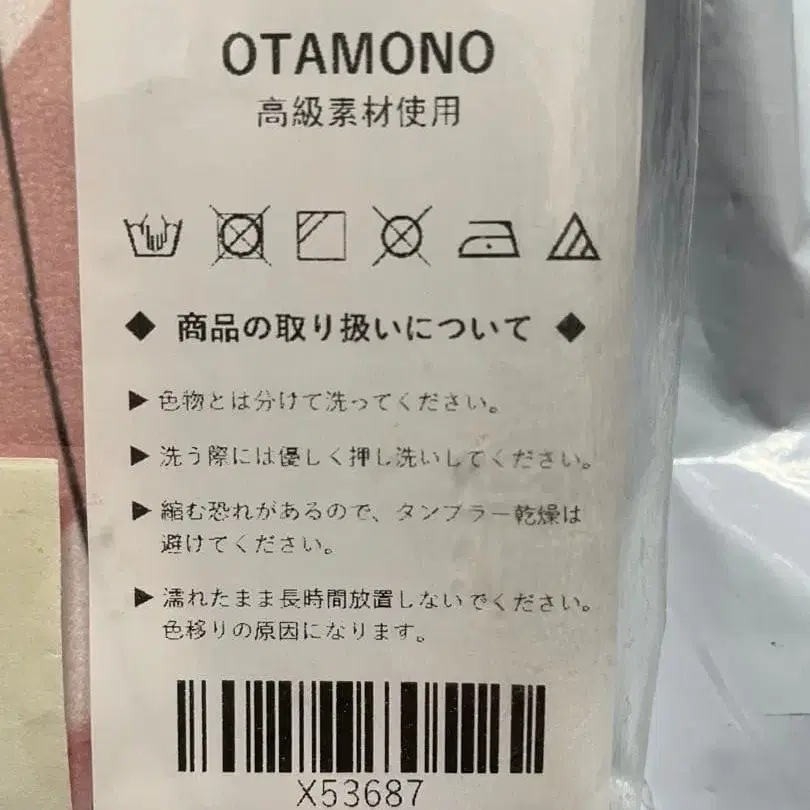 OTAMONO
高級素材使用
◆ 商品の取り扱いについて ◆
▶ 色物とは分けて洗ってください。
▶ 洗う際には優しく押し洗いしてください。
▶ 縮む恐れがあるので、タンブラー乾燥は
避けてください。
▶ 濡れたまま長時間放置しないでください。
色移りの原因になります。
X53687